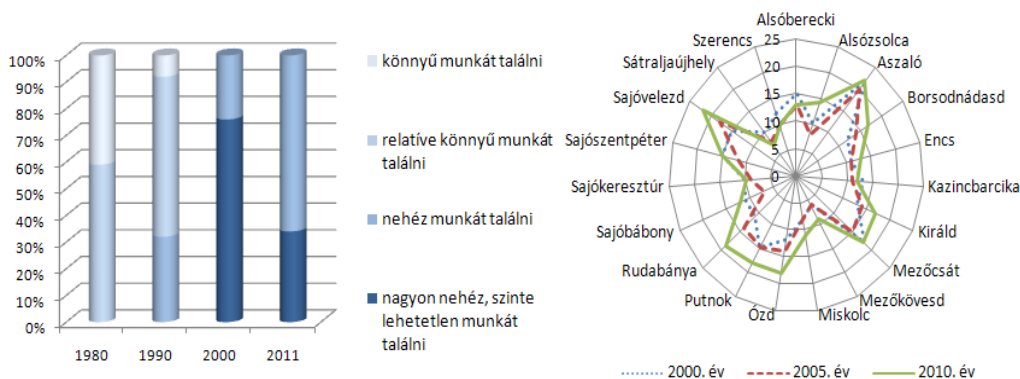 100%
90%
80%
70%
60%
50%
40%
30%
20%
10%
0%
1980 1990 2000 2011
könnyű munkát találni
relatíve könnyű munkát
találni
nehéz munkát találni
nagyon nehéz, szinte
lehetetlen munkát
találni
Alsóberecki
Alsózsolca
Aszaló
Borsodnádasd
Encs
Kazincbarcika
Királd
Mezőcsát
Mezőkövesd
Miskolc
Ózd
Putnok
Rudabánya
Sajóbábony
Sajókeresztúr
Sajószentpéter
Sajóvelezd
Sátraljaújhely
Szerencs
25
20
15
10
5
0
2000. év 2005. év 2010. év